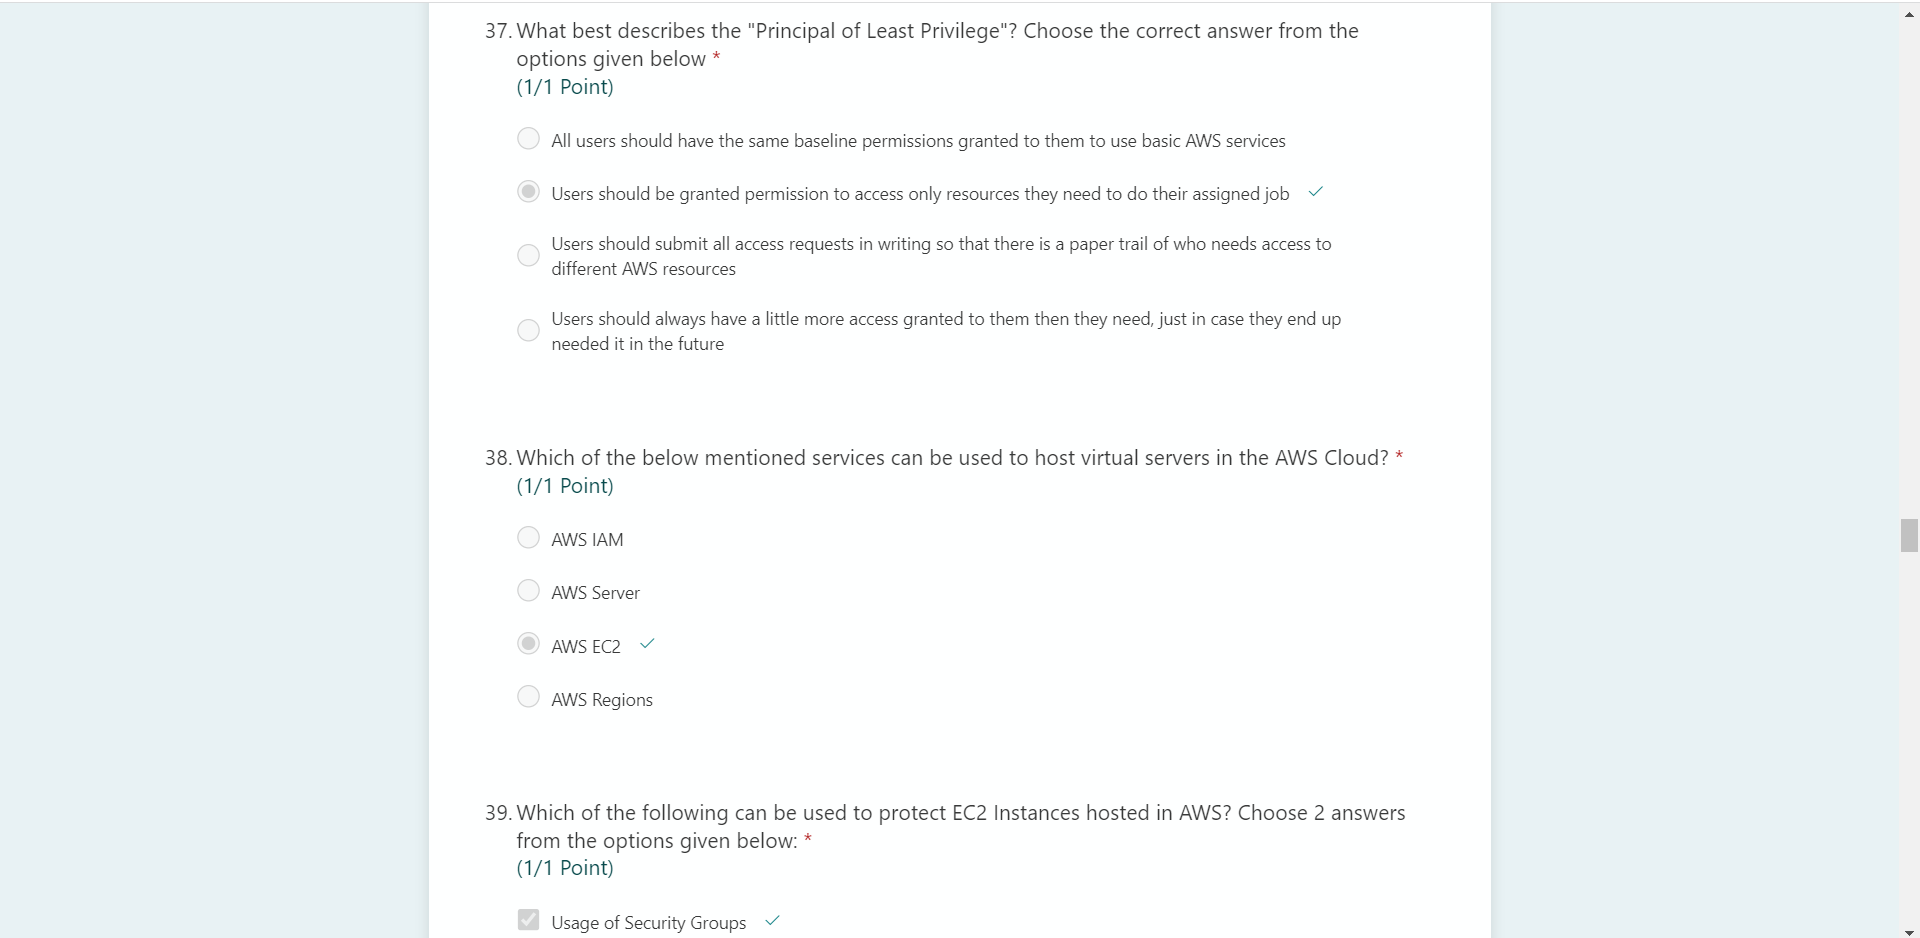 37. What best describes the "Principal of Least Privilege"? Choose the correct answer from the
options given below *
(1/1 Point)
All users should have the same baseline permissions granted to them to use basic AWS services
Users should be granted permission to access only resources they need to do their assigned job
Users should submit all access requests in writing so that there is a paper trail of who needs access to
different AWS resources
Users should always have a little more access granted to them then they need, just in case they end up
needed it in the future
38. Which of the below mentioned services can be used to host virtual servers in the AWS Cloud? *
(1/1 Point)
AWS IAM
AWS Server
AWS EC2
AWS Regions
39. Which of the following can be used to protect EC2 Instances hosted in AWS? Choose 2 answers
from the options given below: *
(1/1 Point)
Usage of Security Groups